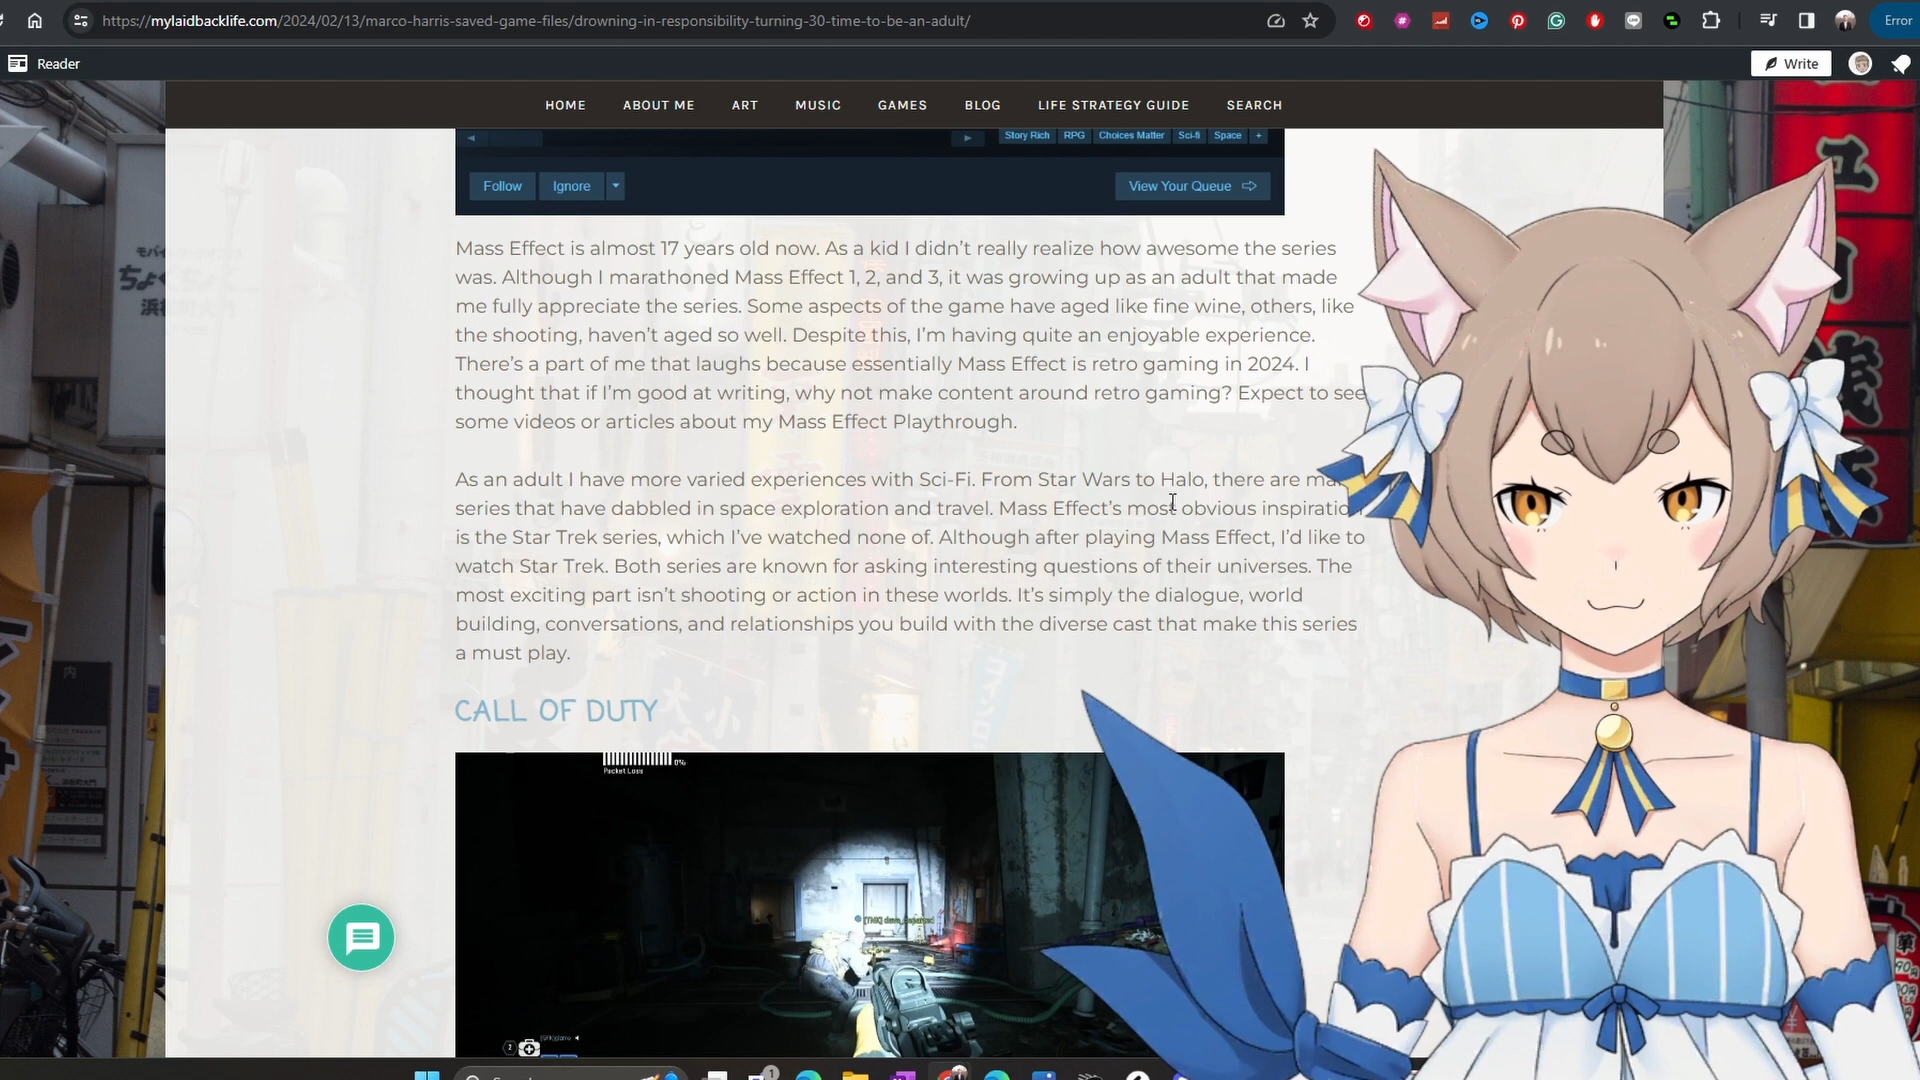 https://mylaidbacklife.com/2024/02/13/marco-harris-saved-game-files/drowning-in-responsibility-turning-30-time-to-be-an-adult/
Error
Reader
Write
HOME ABOUT ME ART MUSIC GAMES BLOG LIFE STRATEGY GUIDE SEARCH
Story Rich RPG Choices Matter Sci-fi Space +
Follow Ignore View Your Queue
Mass Effect is almost 17 years old now. As a kid I didn’t really realize how awesome the series
was. Although I marathoned Mass Effect 1, 2, and 3, it was growing up as an adult that made
me fully appreciate the series. Some aspects of the game have aged like fine wine, others, like
the shooting, haven’t aged so well. Despite this, I’m having quite an enjoyable experience.
There’s a part of me that laughs because essentially Mass Effect is retro gaming in 2024. I
thought that if I’m good at writing, why not make content around retro gaming? Expect to see
some videos or articles about my Mass Effect Playthrough.
As an adult I have more varied experiences with Sci-Fi. From Star Wars to Halo, there are
series that have dabbled in space exploration and travel. Mass Effect’s most obvious inspiration
is the Star Trek series, which I’ve watched none of. Although after playing Mass Effect, I’d like to
watch Star Trek. Both series are known for asking interesting questions of their universes. The
most exciting part isn’t shooting or action in these worlds. It’s simply the dialogue, world
building, conversations, and relationships you build with the diverse cast that make this series
a must play.
CALL OF DUTY
0%
Packet Loss